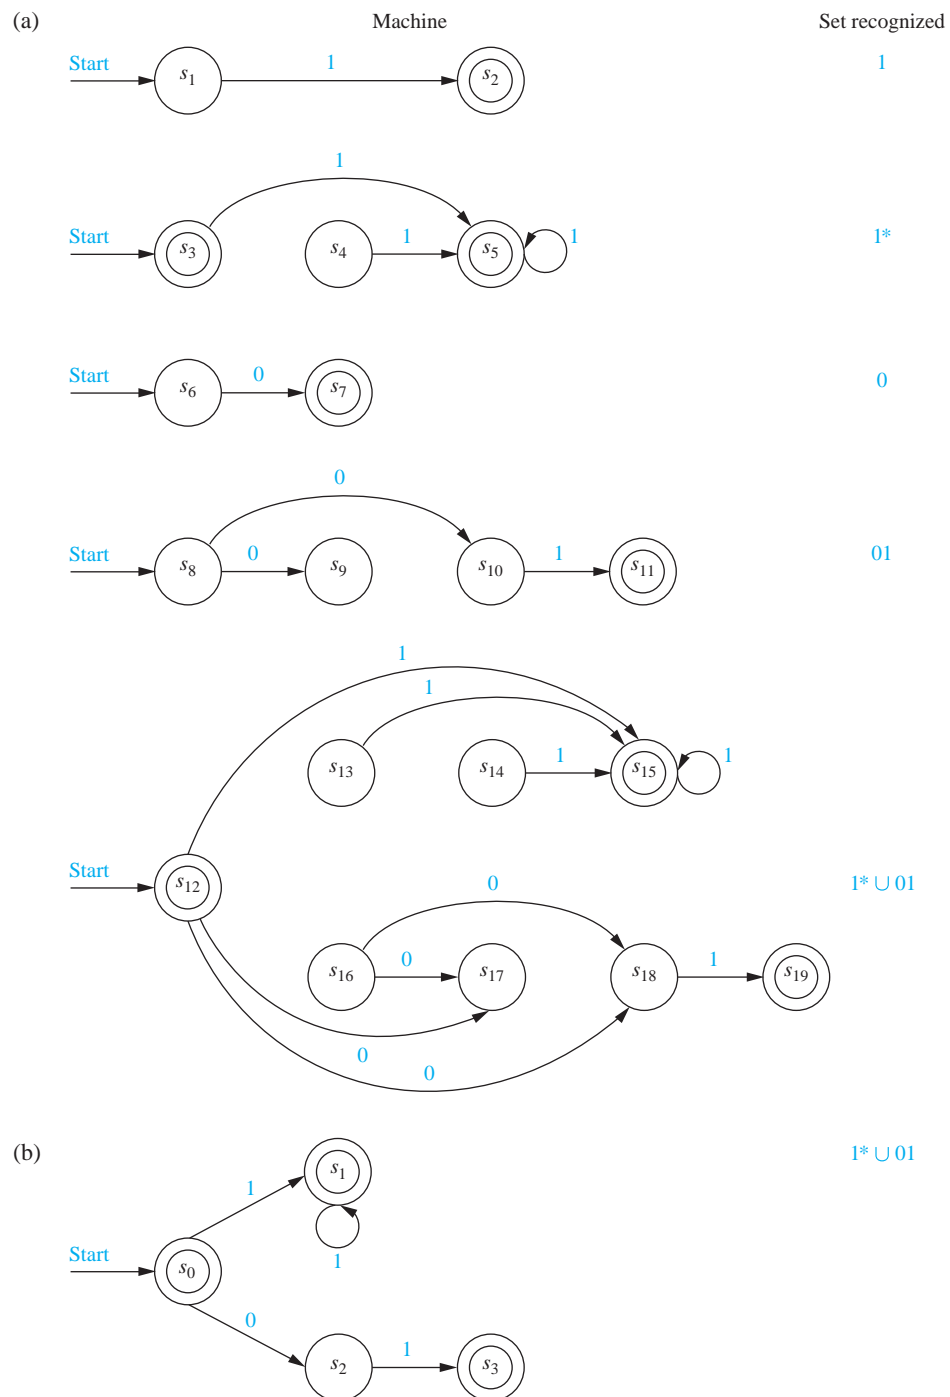 (a) Machine Set recognized
Start s1 1 s2 1
1
Start s3 s4 1 s5 1 1*
Start s6 0 s7 0
0
Start s8 0 s9 s10 1 s11 01
1
1
s13 s14 1 s15 1
Start s12 1* ∪ 01
0
s16 0 s17 s18 1 s19
0
0
(b) 1* ∪ 01
s1
1
1
Start s0
0
s2 1 s3